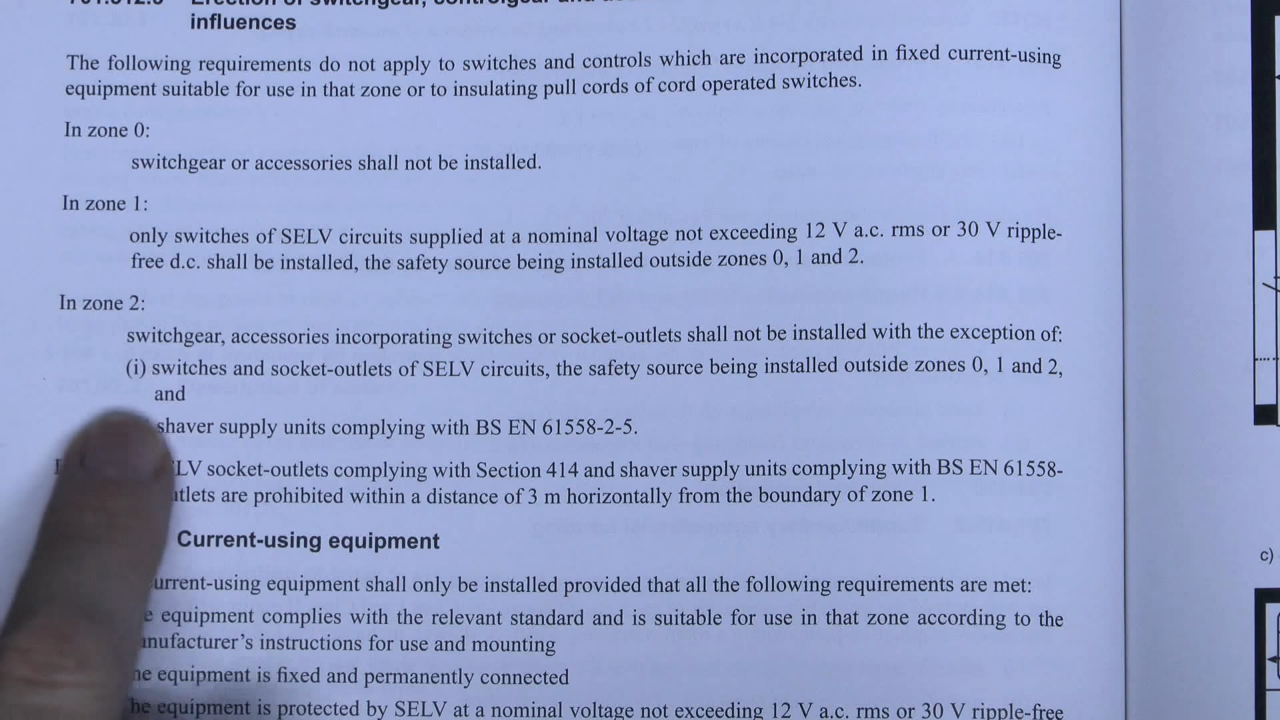 influences
The following requirements do not apply to switches and controls which are incorporated in fixed current-using
equipment suitable for use in that zone or to insulating pull cords of cord operated switches.
In zone 0:
switchgear or accessories shall not be installed.
In zone 1:
only switches of SELV circuits supplied at a nominal voltage not exceeding 12 V a.c. rms or 30 V ripple-
free d.c. shall be installed, the safety source being installed outside zones 0, 1 and 2.
In zone 2:
switchgear, accessories incorporating switches or socket-outlets shall not be installed with the exception of:
(i) switches and socket-outlets of SELV circuits, the safety source being installed outside zones 0, 1 and 2,
and
shaver supply units complying with BS EN 61558-2-5.
LV socket-outlets complying with Section 414 and shaver supply units complying with BS EN 61558-
tlets are prohibited within a distance of 3 m horizontally from the boundary of zone 1.
Current-using equipment
urrent-using equipment shall only be installed provided that all the following requirements are met:
e equipment complies with the relevant standard and is suitable for use in that zone according to the
nufacturer's instructions for use and mounting
he equipment is fixed and permanently connected
he equipment is protected by SELV at a nominal voltage not exceeding 12 V a.c. rms or 30 V ripple-free
c)